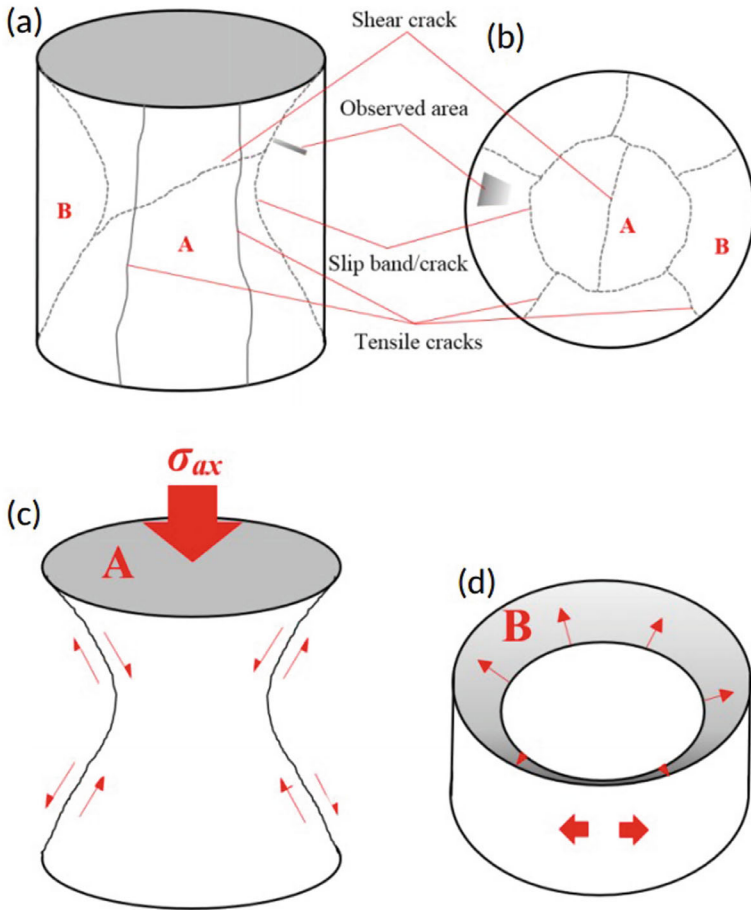 (a)
Shear crack
(b)
Observed area
B
A
A
B
Slip band/crack
Tensile cracks
σax
(c)
A
(d)
B